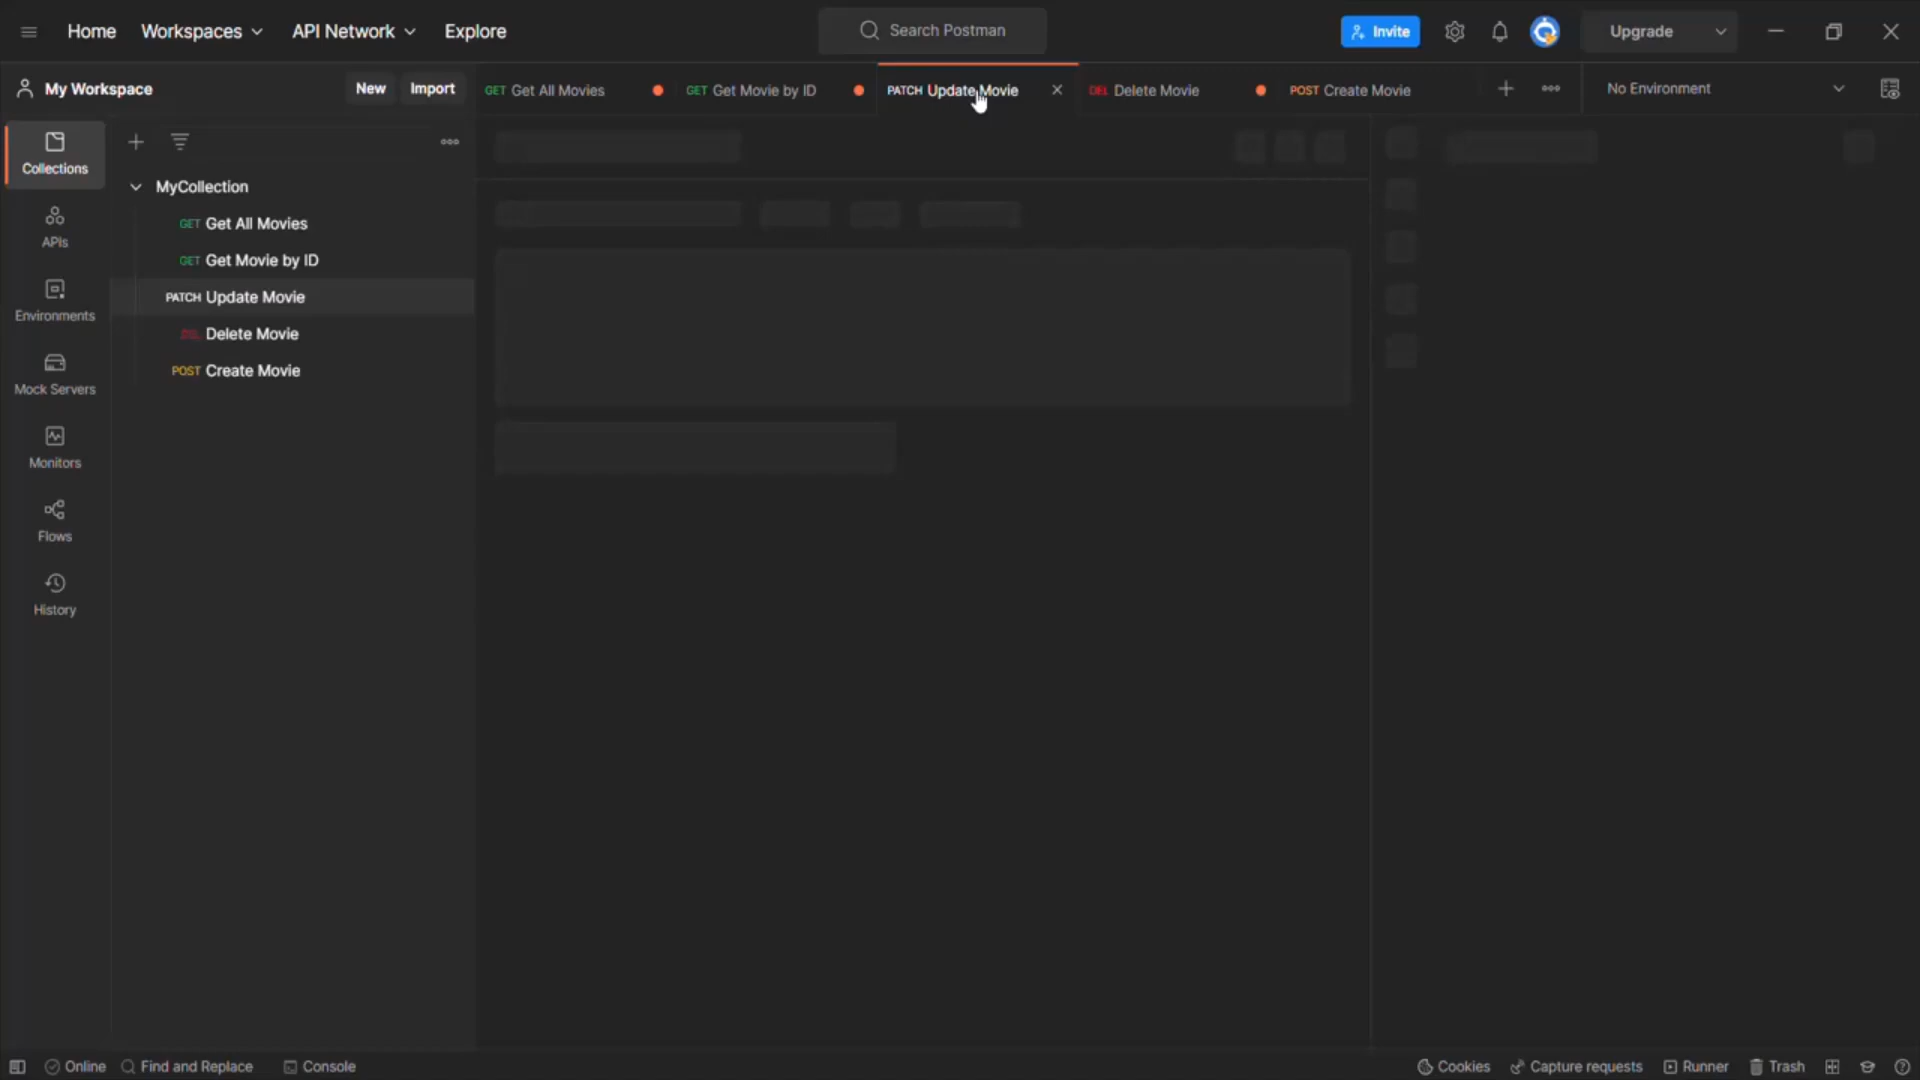 Home Workspaces API Network Explore Search Postman Invite Upgrade
My Workspace New Import GET Get All Movies GET Get Movie by ID PATCH Update Movie DEL Delete Movie POST Create Movie No Environment
Collections
MyCollection
GET Get All Movies
APIs
GET Get Movie by ID
PATCH Update Movie
Environments
DEL Delete Movie
POST Create Movie
Mock Servers
Monitors
Flows
History
Online Find and Replace Console Cookies Capture requests Runner Trash